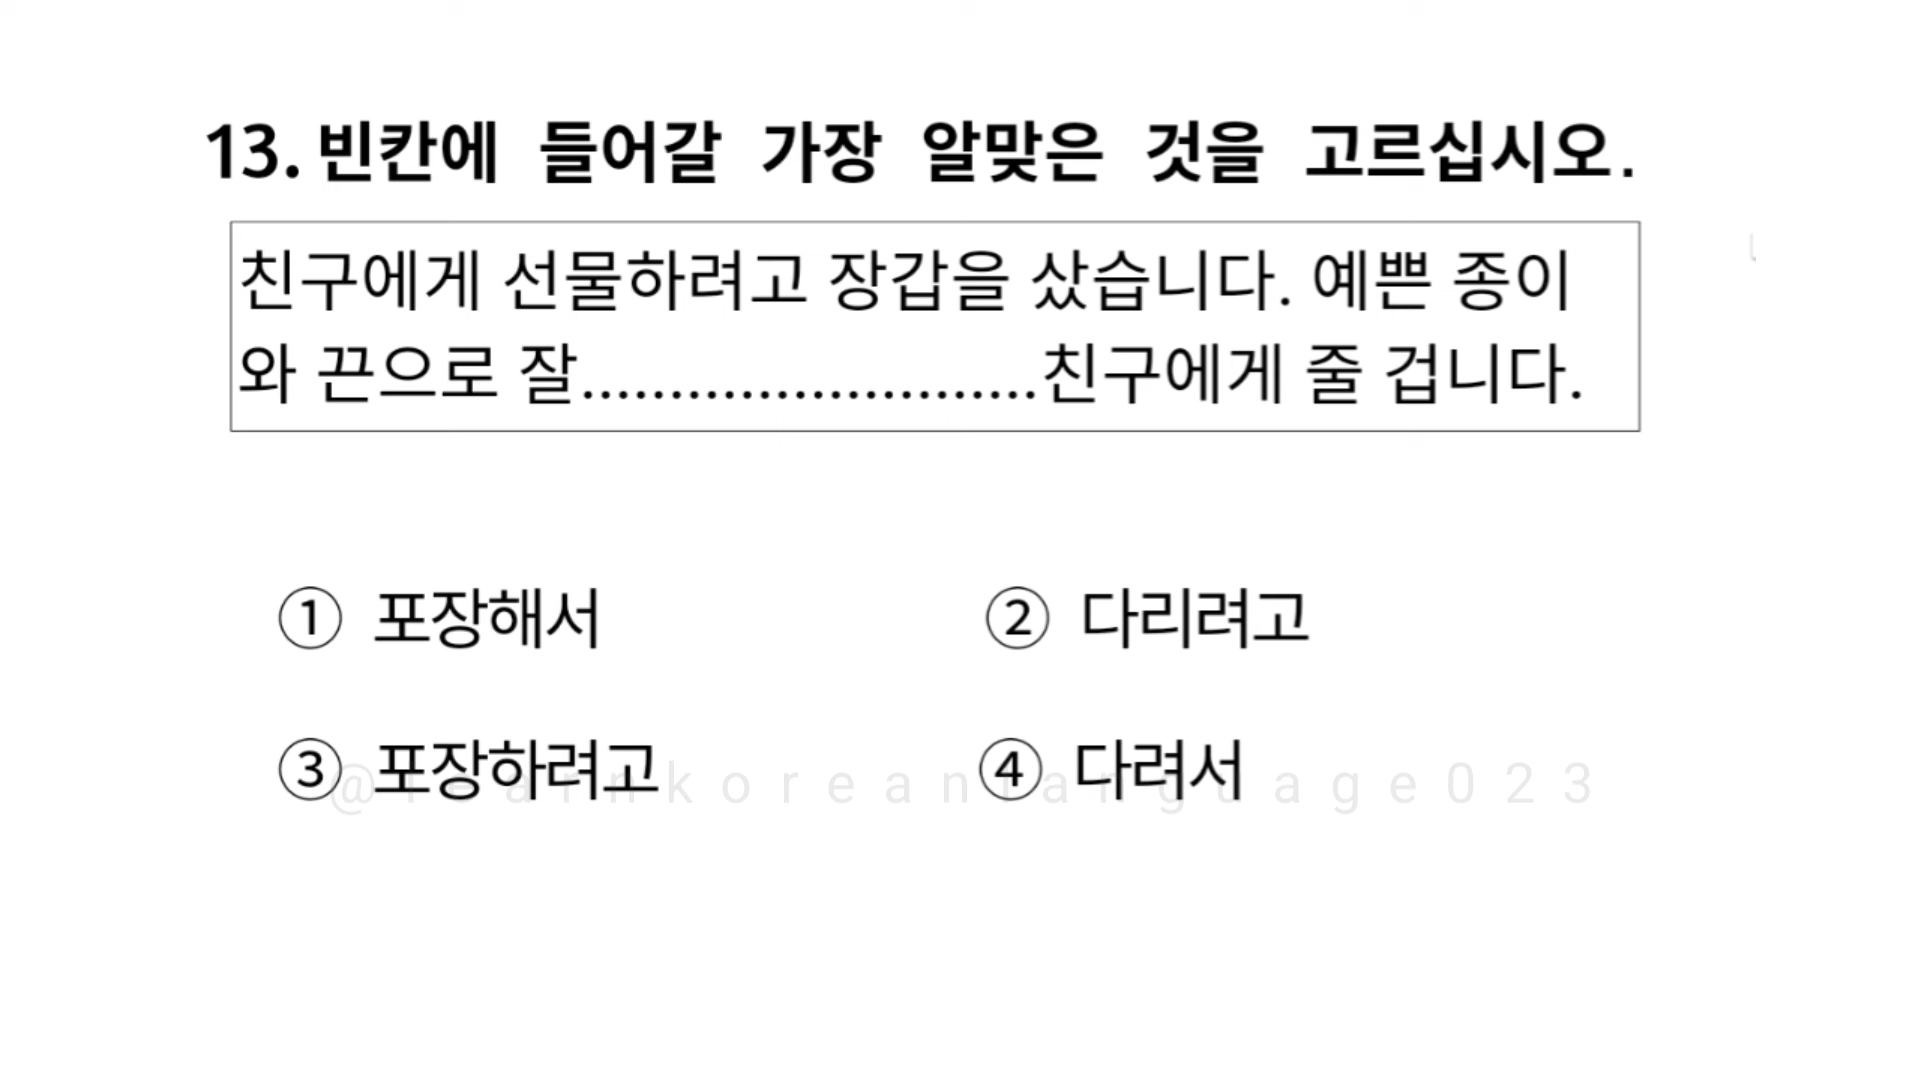 13. 빈칸에 들어갈 가장 알맞은 것을 고르십시오.
친구에게 선물하려고 장갑을 샀습니다. 예쁜 종이
와 끈으로 잘..........................친구에게 줄 겁니다.
① 포장해서 ② 다리려고
③ 포장하려고 ④ 다려서
@learnkoreanlanguage023